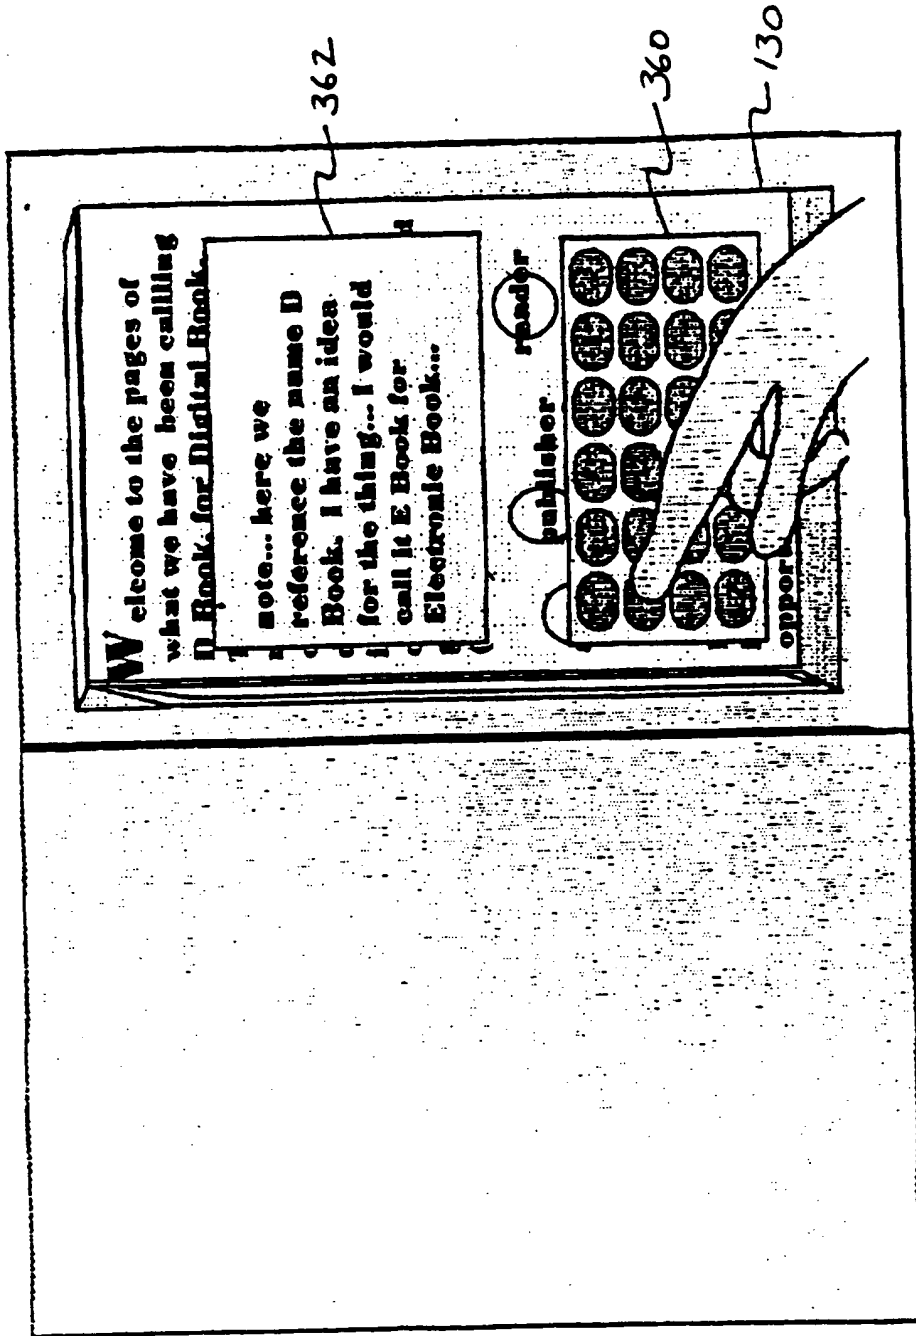 Welcome to the pages of
what we have been callling
D Book, for Digital Book.
d
note... here we
reference the name D
Book. I have an idea
for the thing... I would
call it E Book for
Electronic Book...
publisher
reader
oppor
362
360
130